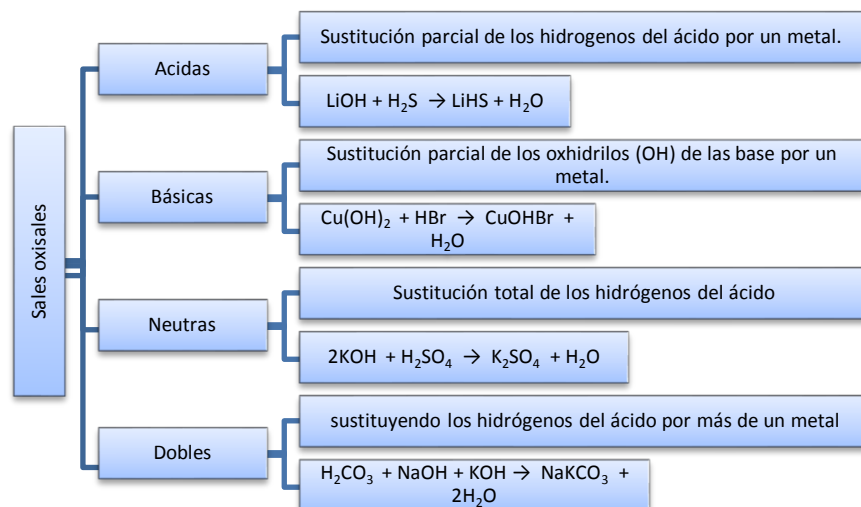 Sales oxisales
Acidas
Sustitución parcial de los hidrogenos del ácido por un metal.
LiOH + H₂S → LiHS + H₂O
Básicas
Sustitución parcial de los oxhidrilos (OH) de las base por un
metal.
Cu(OH)₂ + HBr → CuOHBr +
H₂O
Neutras
Sustitución total de los hidrógenos del ácido
2KOH + H₂SO₄ → K₂SO₄ + H₂O
Dobles
sustituyendo los hidrógenos del ácido por más de un metal
H₂CO₃ + NaOH + KOH → NaKCO₃ +
2H₂O